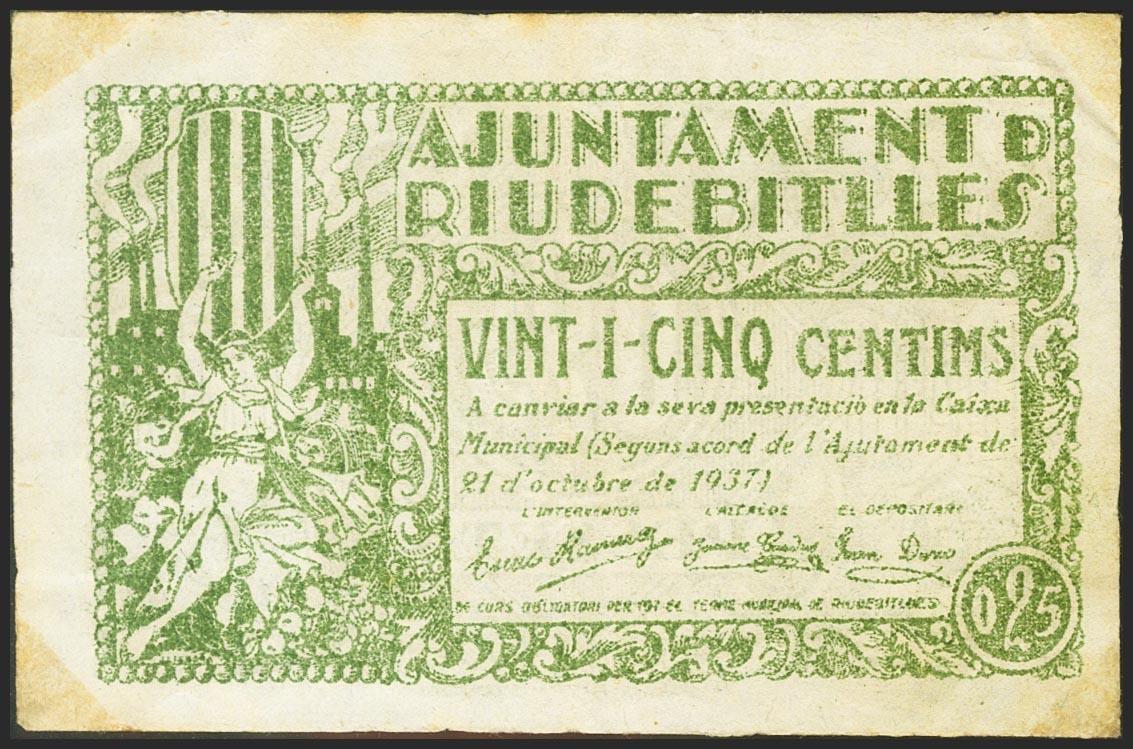 AJUNTAMENT DE
RIUDEBITLLES
VINT-I-CINQ CENTIMS
A canviar a la seva presentació en la Caixa
Municipal (Segons acord de l'Ajutament de
21 d'octubre de 1937)
L'INTERVENTOR L'ALCALDE EL DEPOSITARI
DE CURS OBLIGATORI PER TOT EL TERME MUNICIPAL DE RIUDEBITLLES
0'25